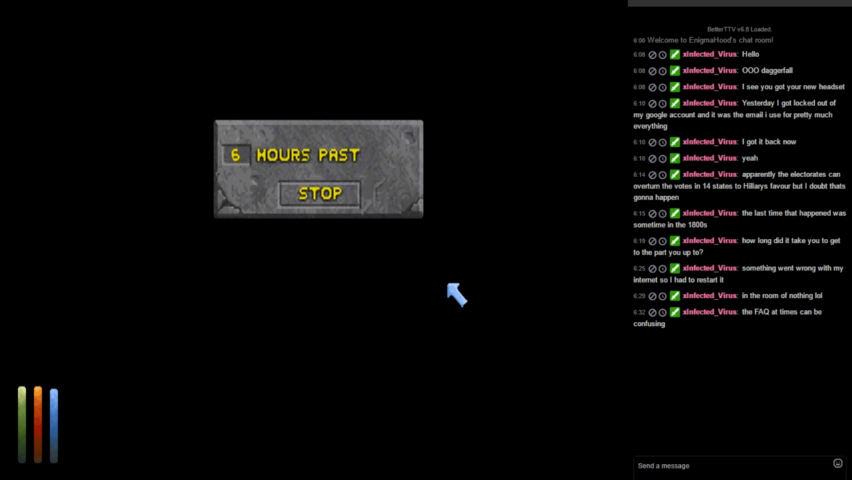 6 HOURS PAST
STOP
BetterTTV v6.8 Loaded.
6:00 Welcome to EnigmaHood's chat room!
6:08 xInfected_Virus: Hello
6:08 xInfected_Virus: OOO daggerfall
6:08 xInfected_Virus: I see you got your new headset
6:10 xInfected_Virus: Yesterday I got locked out of
my google account and it was the email i use for pretty much
everything
6:10 xInfected_Virus: I got it back now
6:10 xInfected_Virus: yeah
6:14 xInfected_Virus: apparently the electorates can
overturn the votes in 14 states to Hillarys favour but I doubt thats
gonna happen
6:15 xInfected_Virus: the last time that happened was
sometime in the 1800s
6:19 xInfected_Virus: how long did it take you to get
to the part you up to?
6:25 xInfected_Virus: something went wrong with my
internet so I had to restart it
6:29 xInfected_Virus: in the room of nothing lol
6:32 xInfected_Virus: the FAQ at times can be
confusing
Send a message